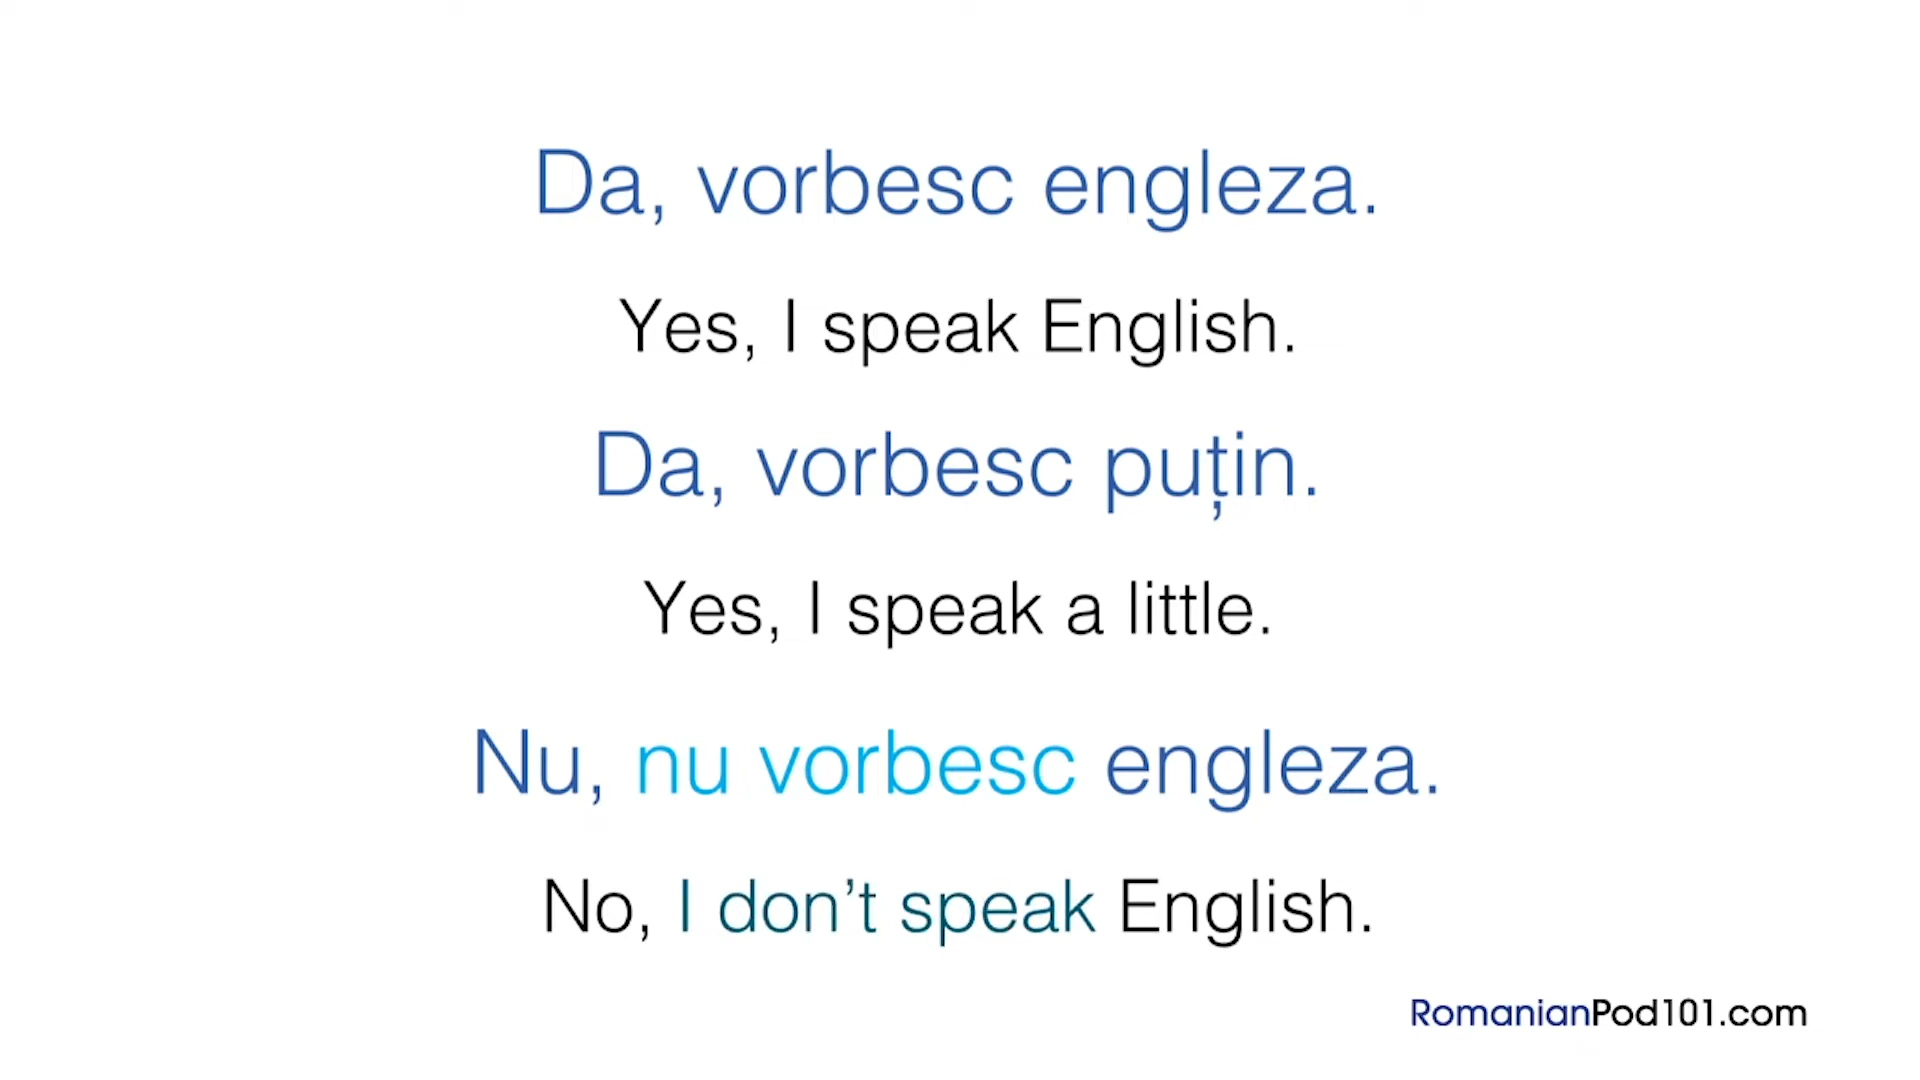 Da, vorbesc engleza.
Yes, I speak English.
Da, vorbesc puțin.
Yes, I speak a little.
Nu, nu vorbesc engleza.
No, I don’t speak English.
RomanianPod101.com